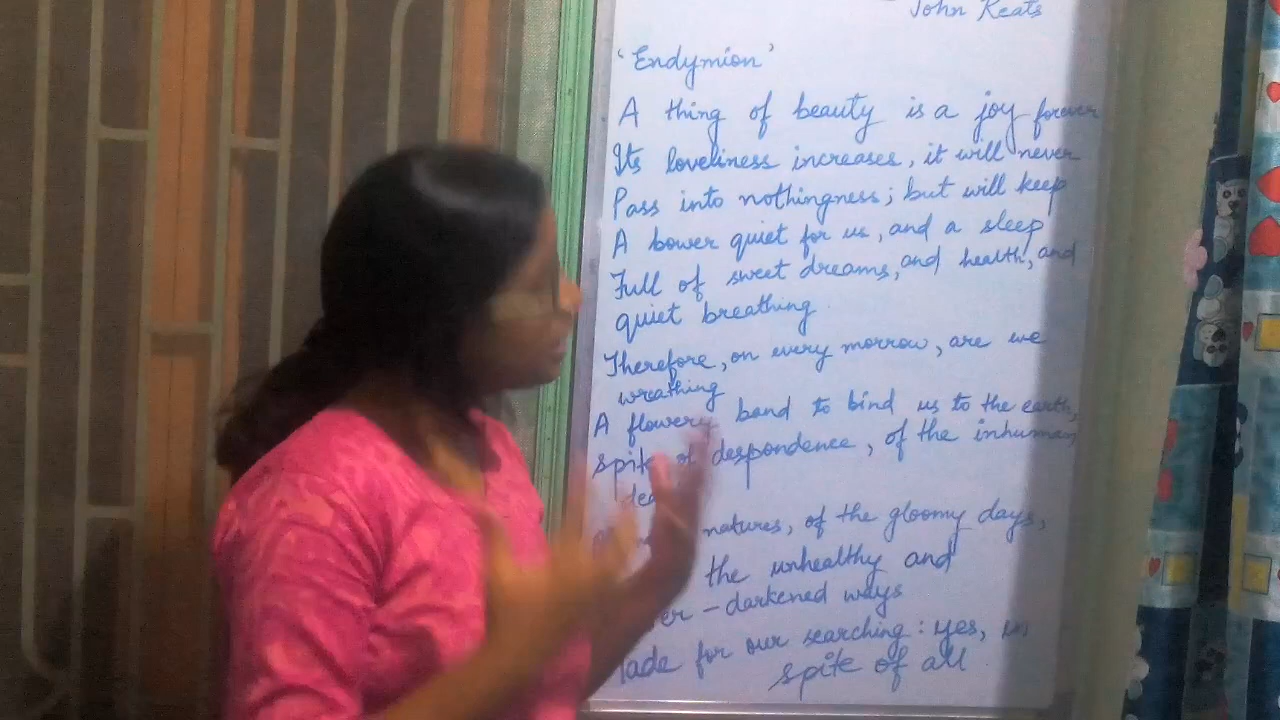 John Keats
'Endymion'
A thing of beauty is a joy forever
Its loveliness increases, it will never
Pass into nothingness; but will keep
A bower quiet for us, and a sleep
Full of sweet dreams, and health, and
quiet breathing.
Therefore, on every morrow, are we
wreathing
A flowery band to bind us to the earth,
spite of despondence, of the inhuman
natures, of the gloomy days,
the unhealthy and
- darkened ways
for our searching: yes, in
spite of all